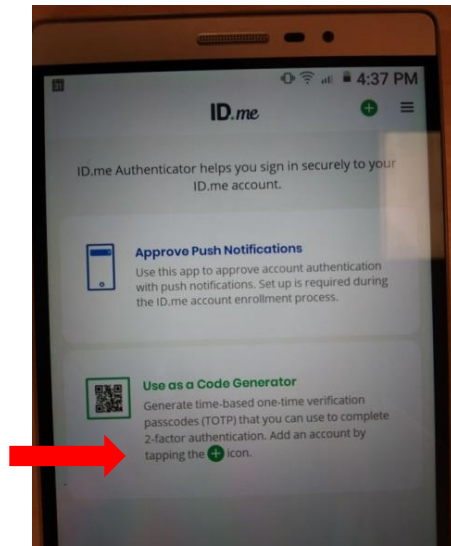 31
4:37 PM
ID.me
ID.me Authenticator helps you sign in securely to your
ID.me account.
Approve Push Notifications
Use this app to approve account authentication
with push notifications. Set up is required during
the ID.me account enrollment process.
Use as a Code Generator
Generate time-based one-time verification
passcodes (TOTP) that you can use to complete
2-factor authentication. Add an account by
tapping the + icon.